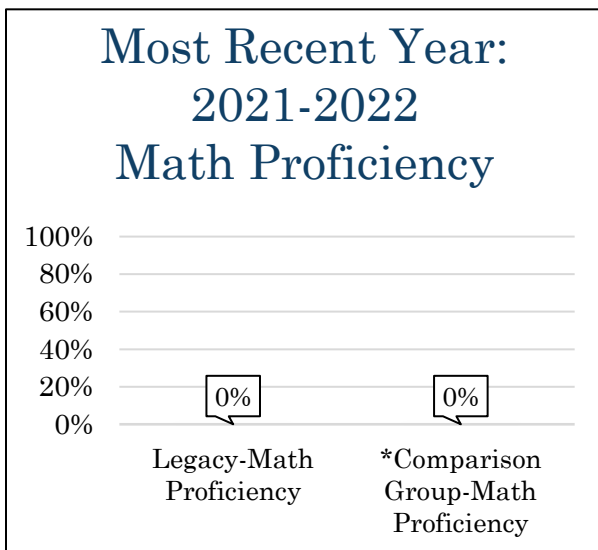 Most Recent Year:
2021-2022
Math Proficiency
100%
80%
60%
40%
20%
0%
0%
0%
Legacy-Math
Proficiency
*Comparison
Group-Math
Proficiency